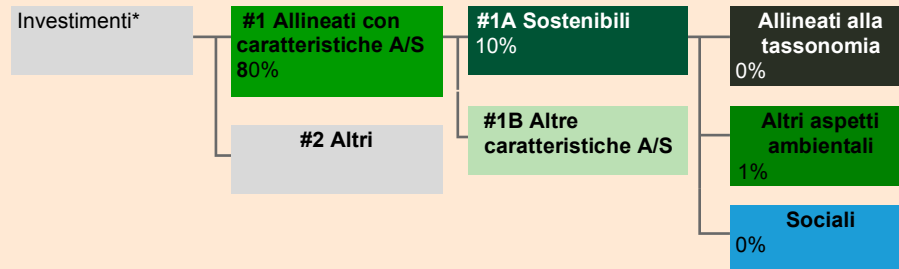 Investimenti*
#1 Allineati con
caratteristiche A/S
80%
#2 Altri
#1A Sostenibili
10%
#1B Altre
caratteristiche A/S
Allineati alla
tassonomia
0%
Altri aspetti
ambientali
1%
Sociali
0%